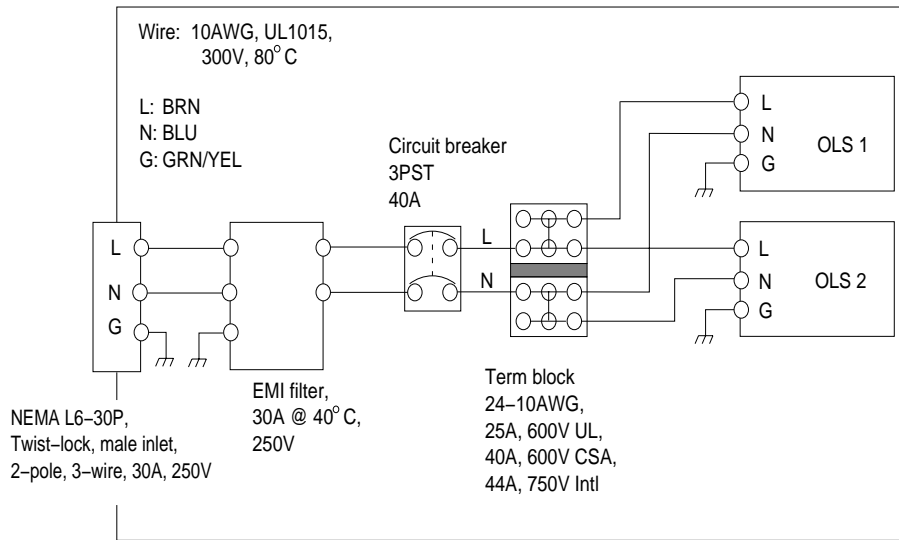 Wire: 10AWG, UL1015,
300V, 80°C
L: BRN
N: BLU
G: GRN/YEL
Circuit breaker
3PST
40A
L
N
G
L
N
L
N
G
OLS 1
L
N
G
OLS 2
NEMA L6–30P,
Twist–lock, male inlet,
2–pole, 3–wire, 30A, 250V
EMI filter,
30A @ 40°C,
250V
Term block
24–10AWG,
25A, 600V UL,
40A, 600V CSA,
44A, 750V Intl